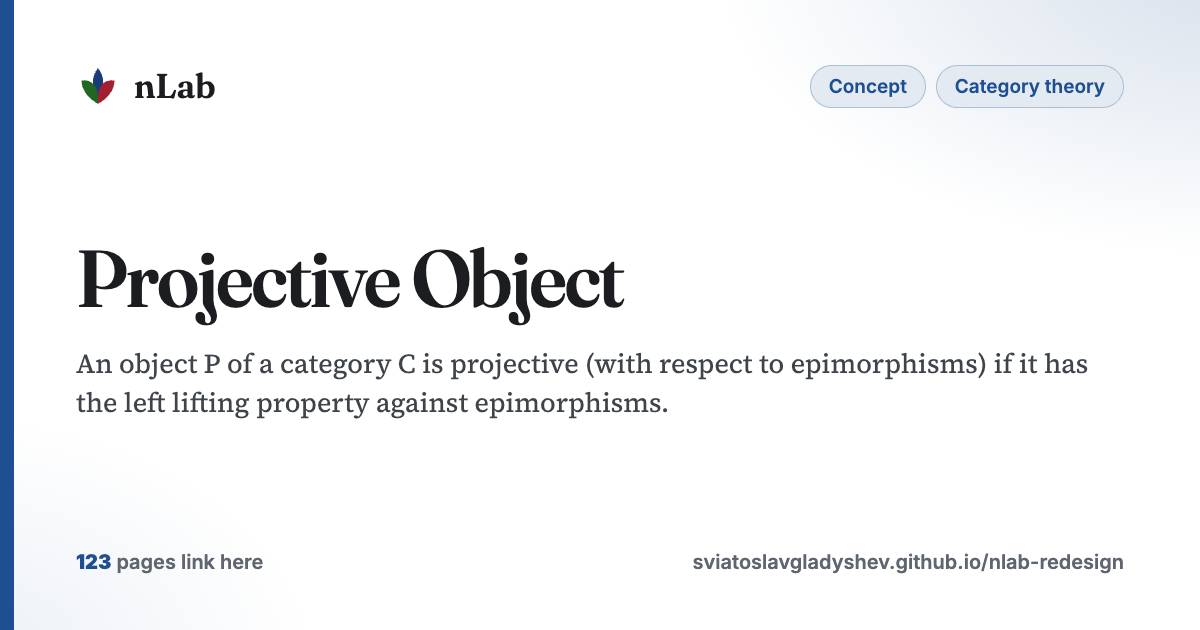 nLab
Concept
Category theory
Projective Object
An object P of a category C is projective (with respect to epimorphisms) if it has
the left lifting property against epimorphisms.
123 pages link here
sviatoslavgladyshev.github.io/nlab-redesign